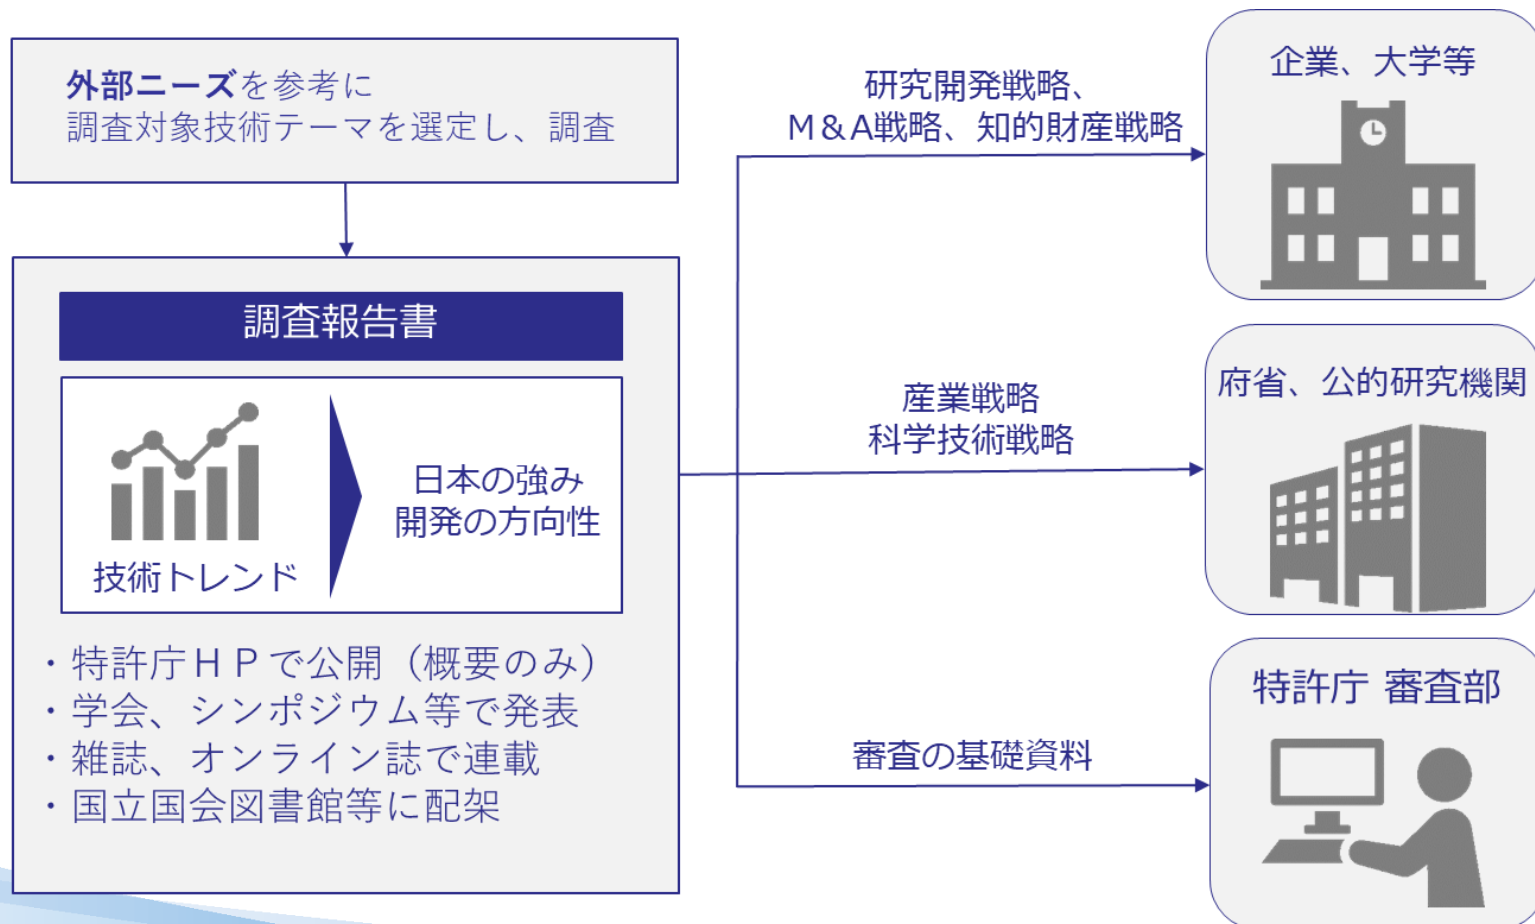 外部ニーズを参考に
調査対象技術テーマを選定し、調査
調査報告書
技術トレンド
日本の強み
開発の方向性
・特許庁ＨＰで公開（概要のみ）
・学会、シンポジウム等で発表
・雑誌、オンライン誌で連載
・国立国会図書館等に配架
研究開発戦略、
Ｍ＆Ａ戦略、知的財産戦略
企業、大学等
産業戦略
科学技術戦略
府省、公的研究機関
審査の基礎資料
特許庁 審査部